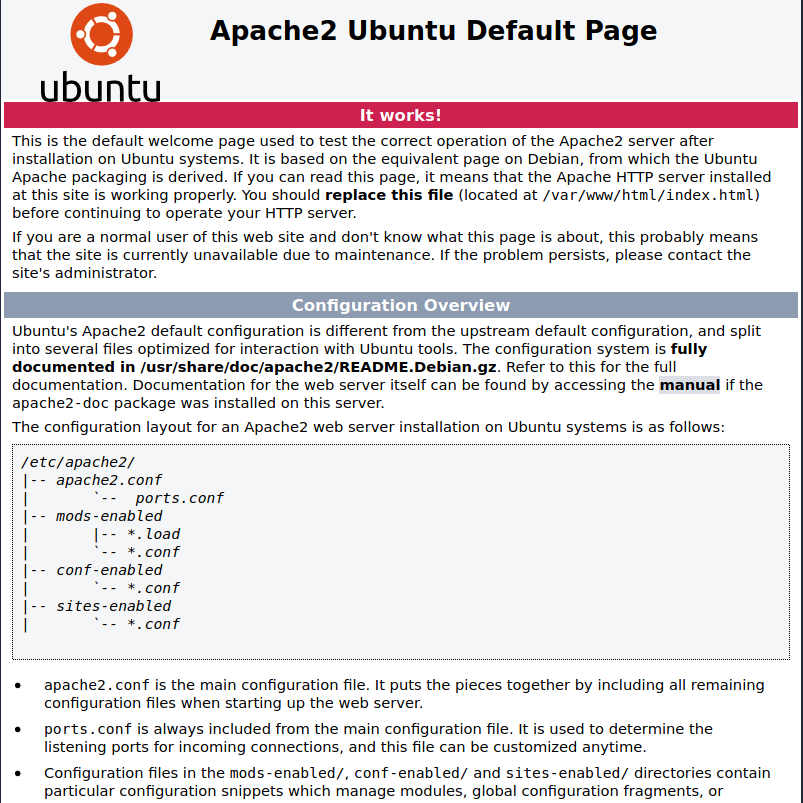 ubuntu
Apache2 Ubuntu Default Page
It works!
This is the default welcome page used to test the correct operation of the Apache2 server after
installation on Ubuntu systems. It is based on the equivalent page on Debian, from which the Ubuntu
Apache packaging is derived. If you can read this page, it means that the Apache HTTP server installed
at this site is working properly. You should replace this file (located at /var/www/html/index.html)
before continuing to operate your HTTP server.
If you are a normal user of this web site and don't know what this page is about, this probably means
that the site is currently unavailable due to maintenance. If the problem persists, please contact the
site's administrator.
Configuration Overview
Ubuntu's Apache2 default configuration is different from the upstream default configuration, and split
into several files optimized for interaction with Ubuntu tools. The configuration system is fully
documented in /usr/share/doc/apache2/README.Debian.gz. Refer to this for the full
documentation. Documentation for the web server itself can be found by accessing the manual if the
apache2-doc package was installed on this server.
The configuration layout for an Apache2 web server installation on Ubuntu systems is as follows:
/etc/apache2/
|-- apache2.conf
|       `--  ports.conf
|-- mods-enabled
|       |-- *.load
|       `-- *.conf
|-- conf-enabled
|       `-- *.conf
|-- sites-enabled
|       `-- *.conf
• apache2.conf is the main configuration file. It puts the pieces together by including all remaining
configuration files when starting up the web server.
• ports.conf is always included from the main configuration file. It is used to determine the
listening ports for incoming connections, and this file can be customized anytime.
• Configuration files in the mods-enabled/, conf-enabled/ and sites-enabled/ directories contain
particular configuration snippets which manage modules, global configuration fragments, or